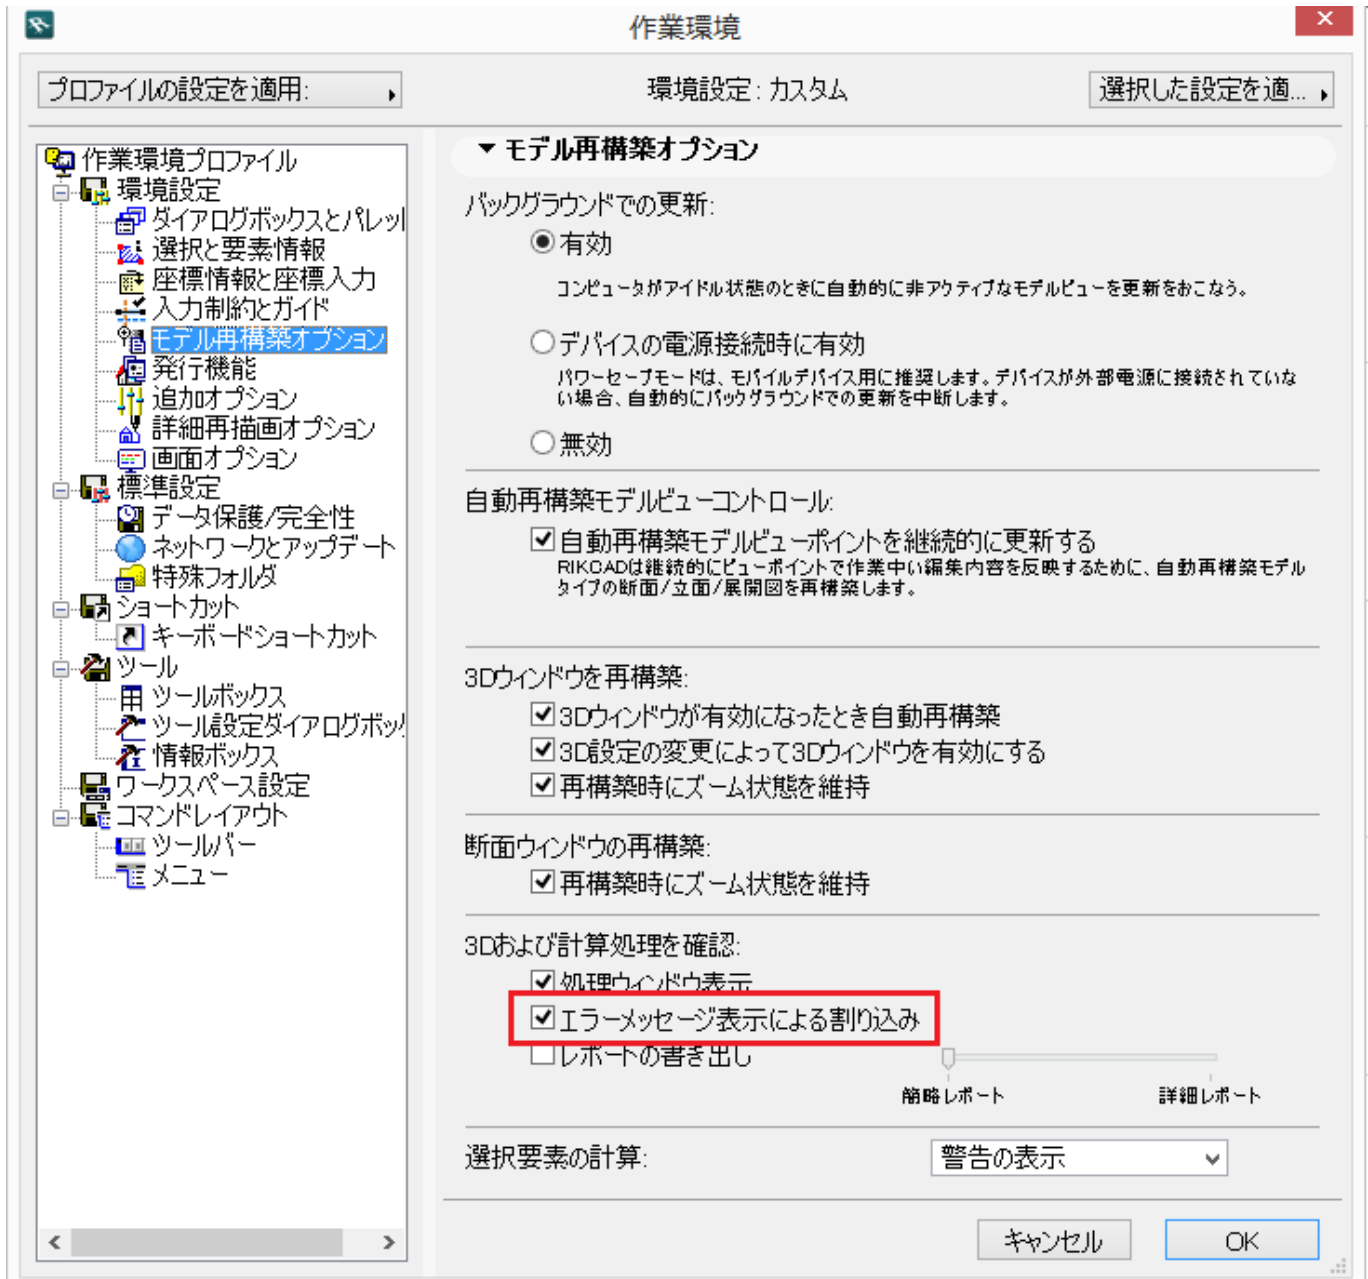 作業環境
プロファイルの設定を適用:
環境設定 : カスタム
選択した設定を適...
作業環境プロファイル
環境設定
ダイアログボックスとパレッ
選択と要素情報
座標情報と座標入力
入力制約とガイド
モデル再構築オプション
発行機能
追加オプション
詳細再描画オプション
画面オプション
標準設定
データ保護/完全性
ネットワークとアップデート
特殊フォルダ
ショートカット
キーボードショートカット
ツール
ツールボックス
ツール設定ダイアログボッ
情報ボックス
ワークスペース設定
コマンドレイアウト
ツールバー
メニュー
モデル再構築オプション
バックグラウンドでの更新:
有効
コンピュータがアイドル状態のときに自動的に非アクティブなモデルビューを更新をおこなう。
デバイスの電源接続時に有効
パワーセーブモードは、モバイルデバイス用に推奨します。デバイスが外部電源に接続されていな
い場合、自動的にバックグラウンドでの更新を中断します。
無効
自動再構築モデルビューコントロール:
自動再構築モデルビューポイントを継続的に更新する
RIKCADは継続的にビューポイントで作業中い編集内容を反映するために、自動再構築モデル
タイプの断面/立面/展開図を再構築します。
3Dウィンドウを再構築:
3Dウィンドウが有効になったとき自動再構築
3D設定の変更によって3Dウィンドウを有効にする
再構築時にズーム状態を維持
断面ウィンドウの再構築:
再構築時にズーム状態を維持
3Dおよび計算処理を確認:
処理ウィンドウ表示
エラーメッセージ表示による割り込み
レポートの書き出し
簡略レポート
詳細レポート
選択要素の計算:
警告の表示
キャンセル
OK